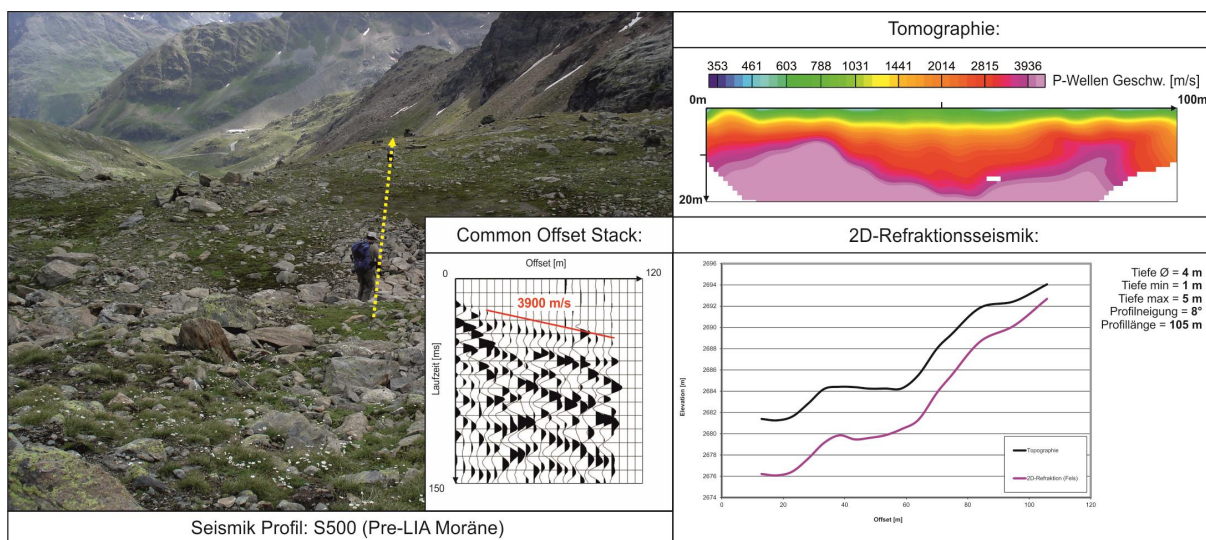 Tomographie:
353 461 603 788 1031 1441 2014 2815 3936
P-Wellen Geschw. [m/s]
0m 100m
20m
Common Offset Stack:
Offset [m]
0 120
3900 m/s
Laufzeit [ms]
150
2D-Refraktionsseismik:
2696
2694
2692
2690
2688
2686
2684
2682
2680
2678
2676
2674
Elevation [m]
0 20 40 60 80 100 120
Offset [m]
Topographie
2D-Refraktion (Fels)
Tiefe Ø = 4 m
Tiefe min = 1 m
Tiefe max = 5 m
Profilneigung = 8°
Profillänge = 105 m
Seismik Profil: S500 (Pre-LIA Moräne)